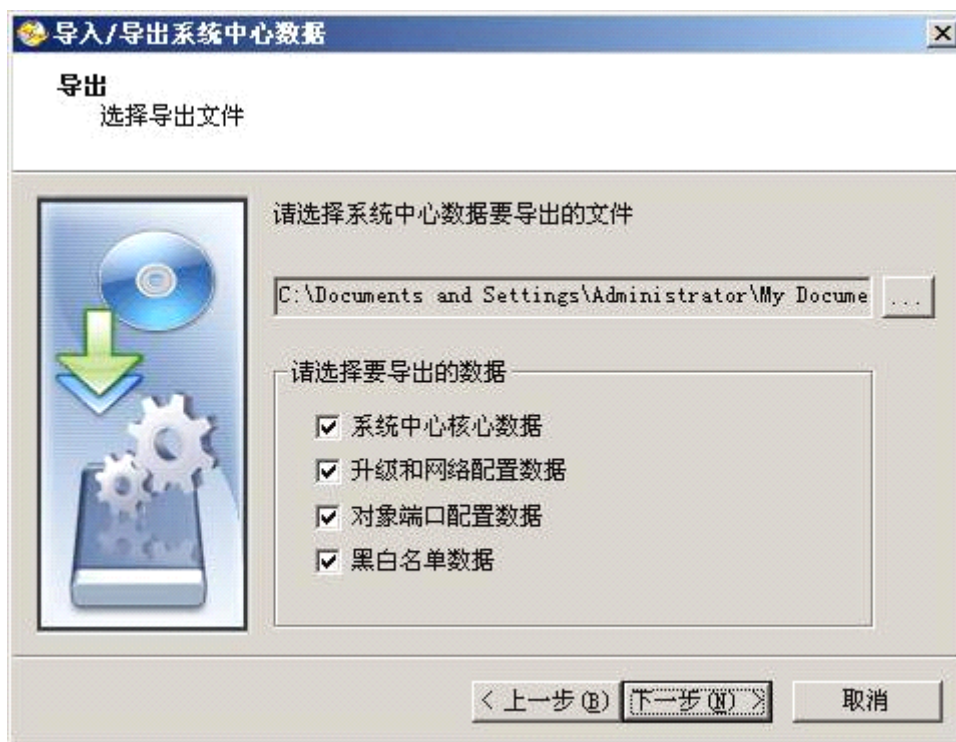 导入/导出系统中心数据
导出
选择导出文件
请选择系统中心数据要导出的文件
C:\Documents and Settings\Administrator\My Docume
...
请选择要导出的数据
系统中心核心数据
升级和网络配置数据
对象端口配置数据
黑白名单数据
< 上一步(B)
下一步(N) >
取消